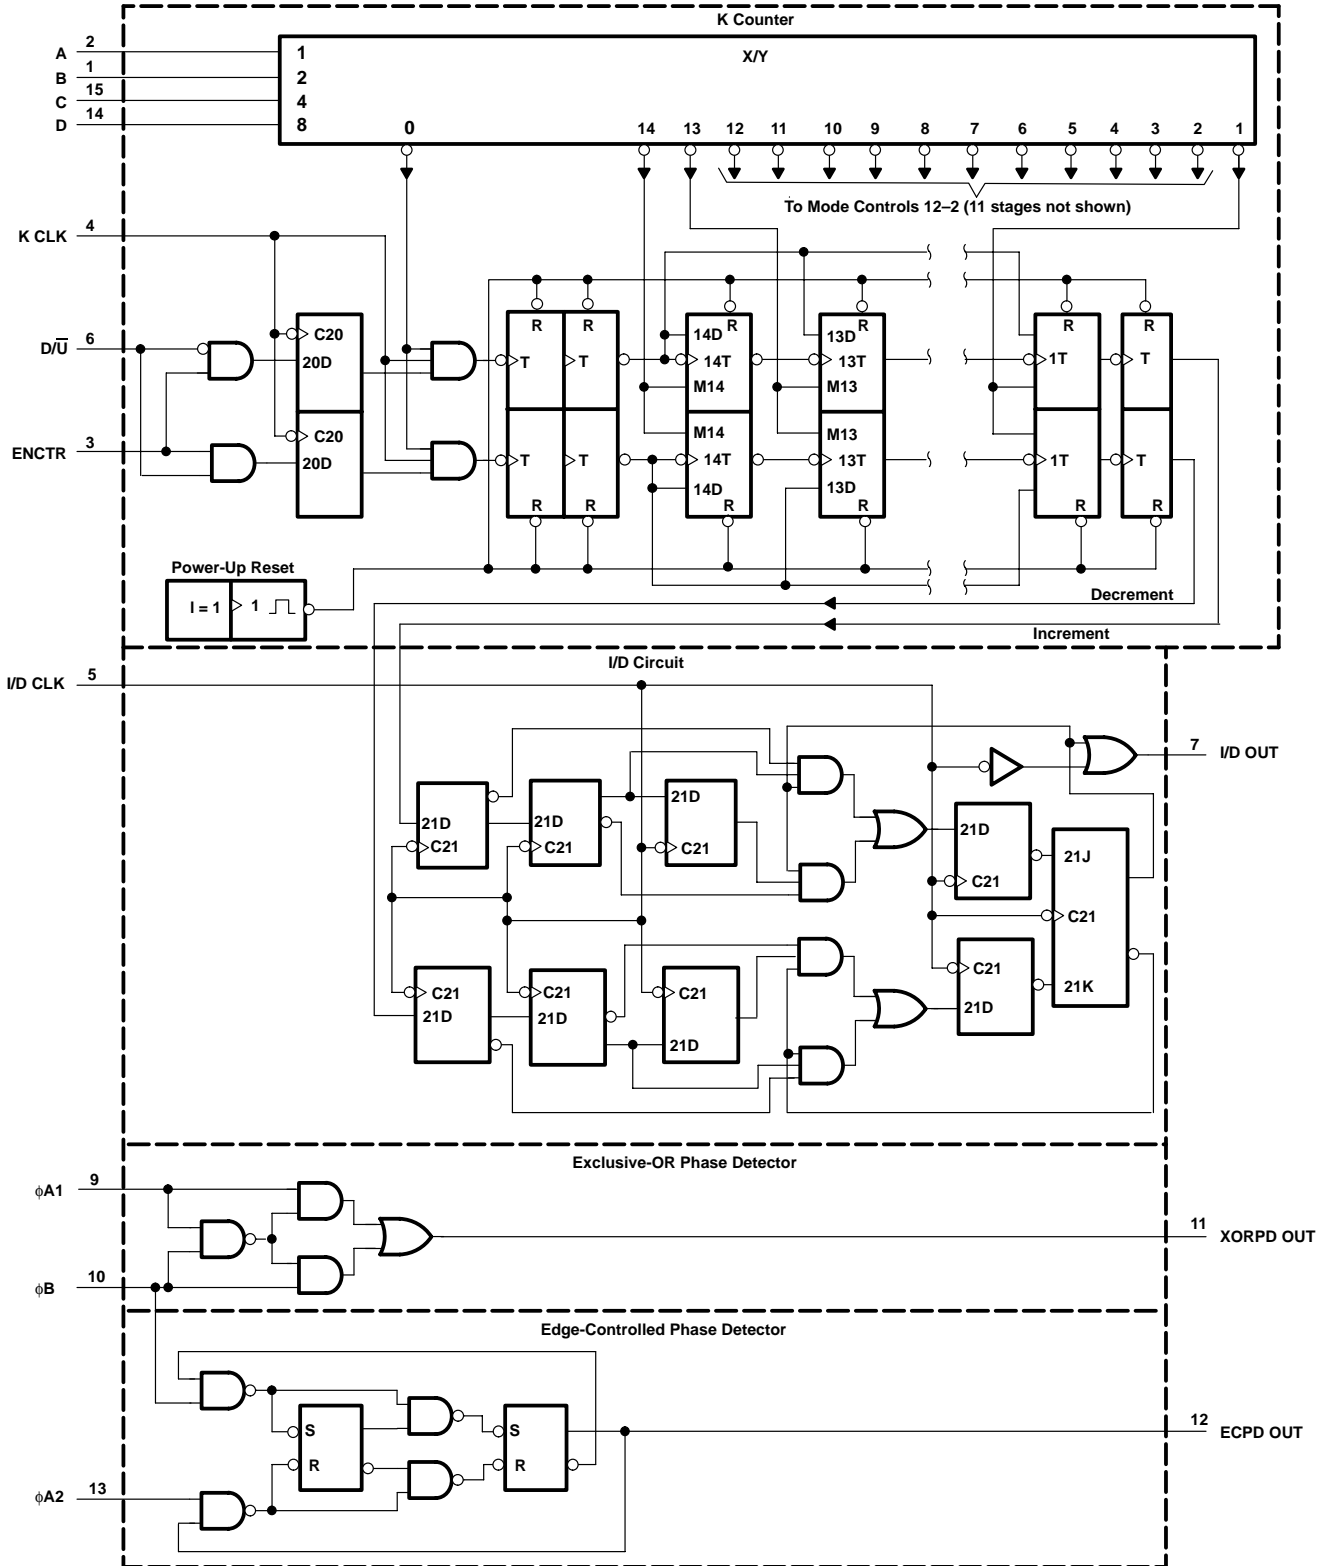 K Counter
A 2
B 1
C 15
D 14
1
2
4
8
X/Y
0 14 13 12 11 10 9 8 7 6 5 4 3 2 1
To Mode Controls 12–2 (11 stages not shown)
K CLK 4
D/U̅ 6
ENCTR 3
C20
20D
C20
20D
R R R R R R
T T 14D 14T M14 13D 13T M13 1T T
T T M14 14T 14D M13 13T 13D 1T T
R R R R R R
Power-Up Reset
I = 1 1
Decrement
Increment
I/D Circuit
I/D CLK 5
7 I/D OUT
21D
C21
21D
C21
21D
C21
21D
C21
21J
C21
21K
C21
21D
C21
21D
C21
21D
C21
21D
Exclusive-OR Phase Detector
ϕA1 9
ϕB 10
11 XORPD OUT
Edge-Controlled Phase Detector
S
R
S
R
12 ECPD OUT
ϕA2 13